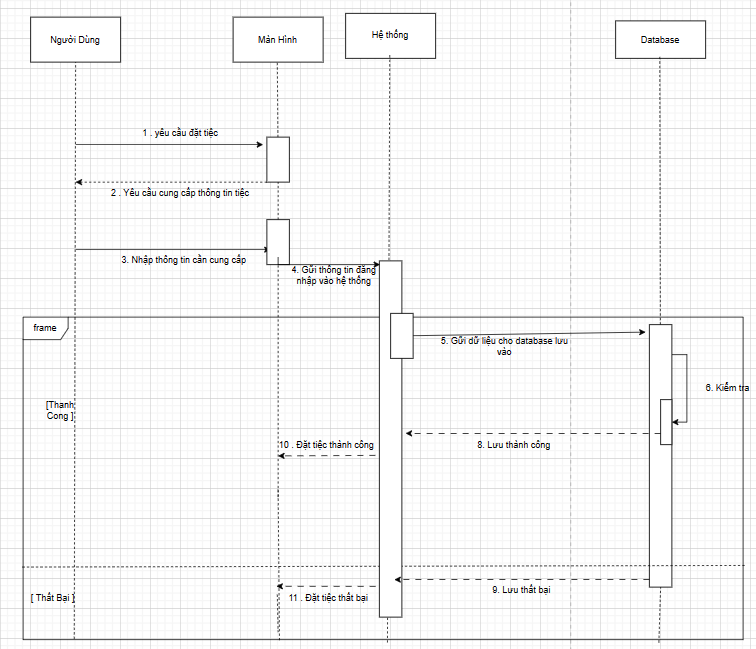 Người Dùng
Màn Hình
Hệ thống
Database
1 . yêu cầu đặt tiệc
2 . Yêu cầu cung cấp thông tin tiệc
3. Nhập thông tin cần cung cấp
4. Gửi thông tin đăng
nhập vào hệ thống
frame
5. Gửi dữ liệu cho database lưu
vào
6. Kiểm tra
[Thanh
Cong ]
8. Lưu thành công
10 . Đặt tiệc thành công
9. Lưu thất bại
[ Thất Bại ]
11 . Đặt tiệc thất bại